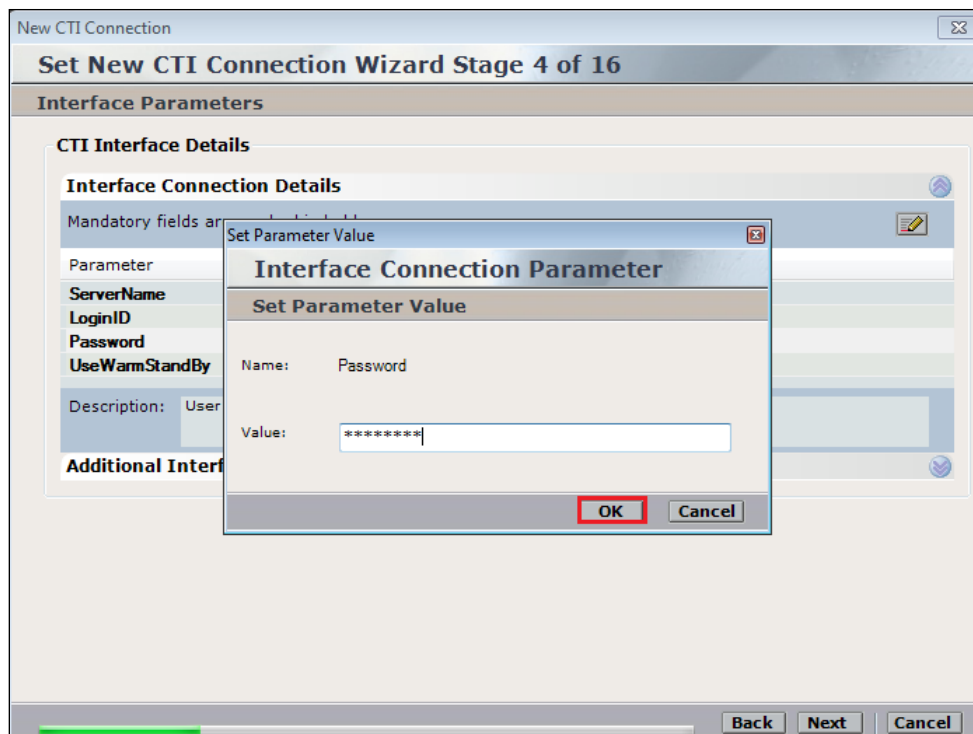 New CTI Connection
Set New CTI Connection Wizard Stage 4 of 16
Interface Parameters
CTI Interface Details
Interface Connection Details
Mandatory fields
Parameter
ServerName
LoginID
Password
UseWarmStandBy
Description: User
Additional
Set Parameter Value
Interface Connection Parameter
Set Parameter Value
Name: Password
Value: ********
OK Cancel
Back Next Cancel